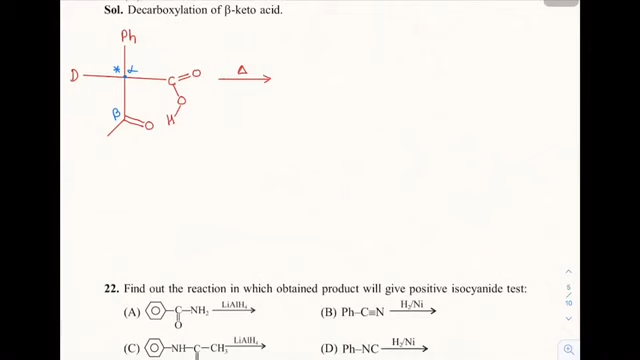 Sol. Decarboxylation of β-keto acid.
Ph
D * α C = O Δ
O
β O H
22. Find out the reaction in which obtained product will give positive isocyanide test:
(A) C–NH₂ LiAlH₄ (B) Ph–C≡N H₂/Ni
O
(C) NH–C–CH₃ LiAlH₄ (D) Ph–NC H₂/Ni
5
/
10